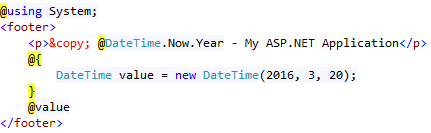 @using System;
<footer>
<p>&copy; @DateTime.Now.Year - My ASP.NET Application</p>
@{
DateTime value = new DateTime(2016, 3, 20);
}
@value
</footer>